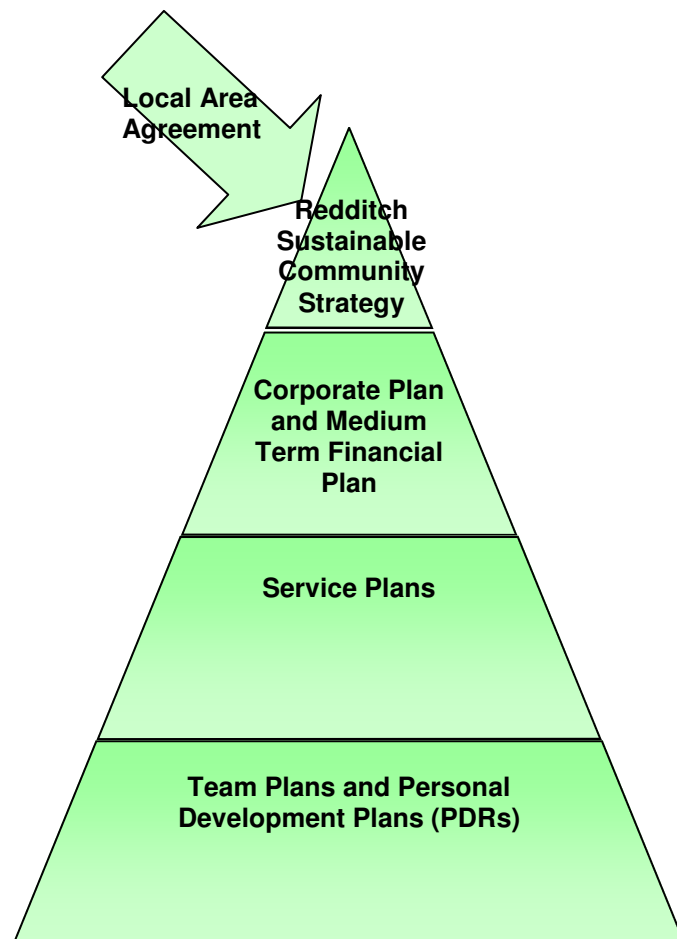 Local Area
Agreement
Redditch
Sustainable
Community
Strategy
Corporate Plan
and Medium
Term Financial
Plan
Service Plans
Team Plans and Personal
Development Plans (PDRs)